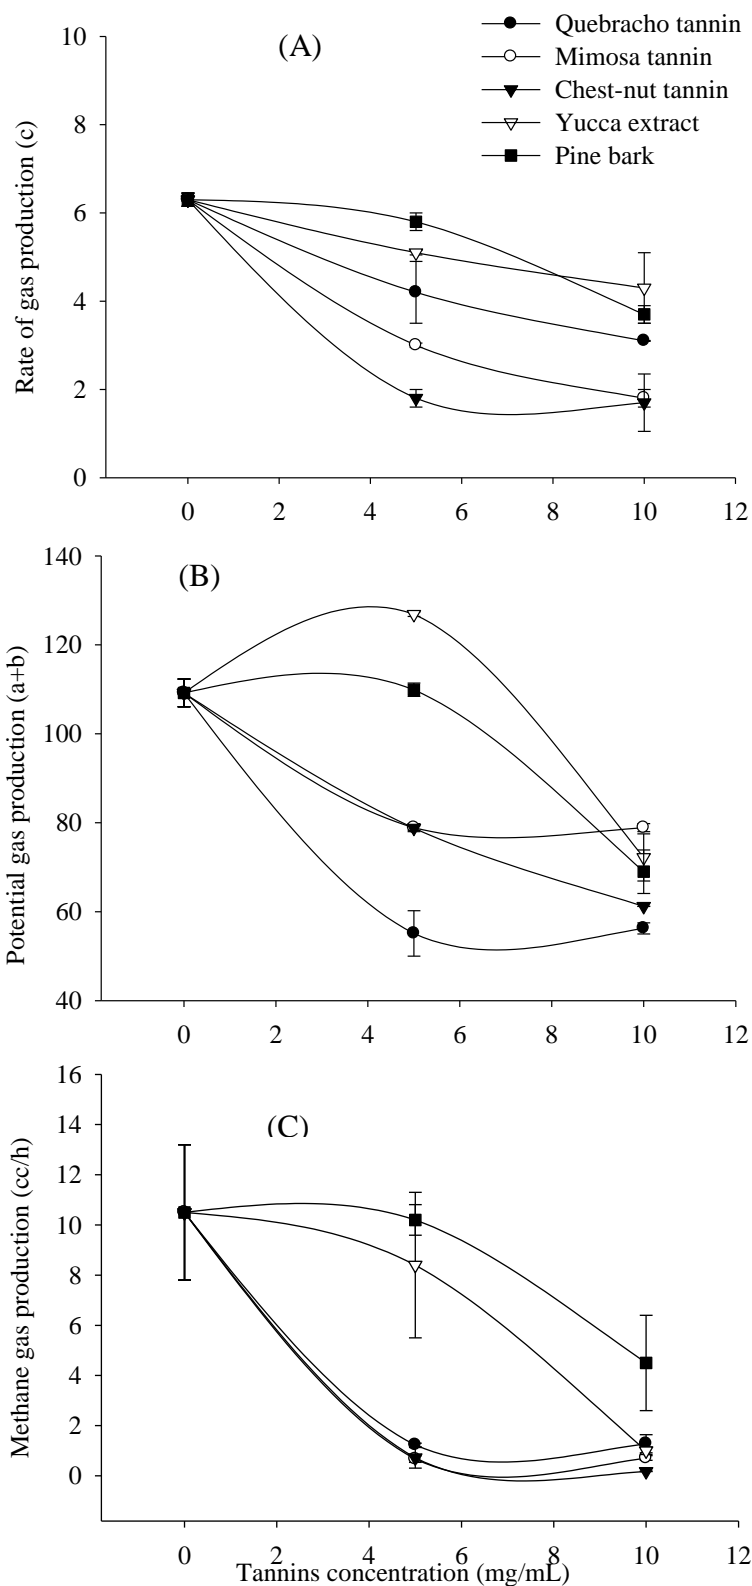 Quebracho tannin
Mimosa tannin
Chest-nut tannin
Yucca extract
Pine bark
(A)
Rate of gas production (c)
10
8
6
4
2
0
0 2 4 6 8 10 12
(B)
Potential gas production (a+b)
140
120
100
80
60
40
0 2 4 6 8 10 12
(C)
Methane gas production (cc/h)
16
14
12
10
8
6
4
2
0
0 2 4 6 8 10 12
Tannins concentration (mg/mL)